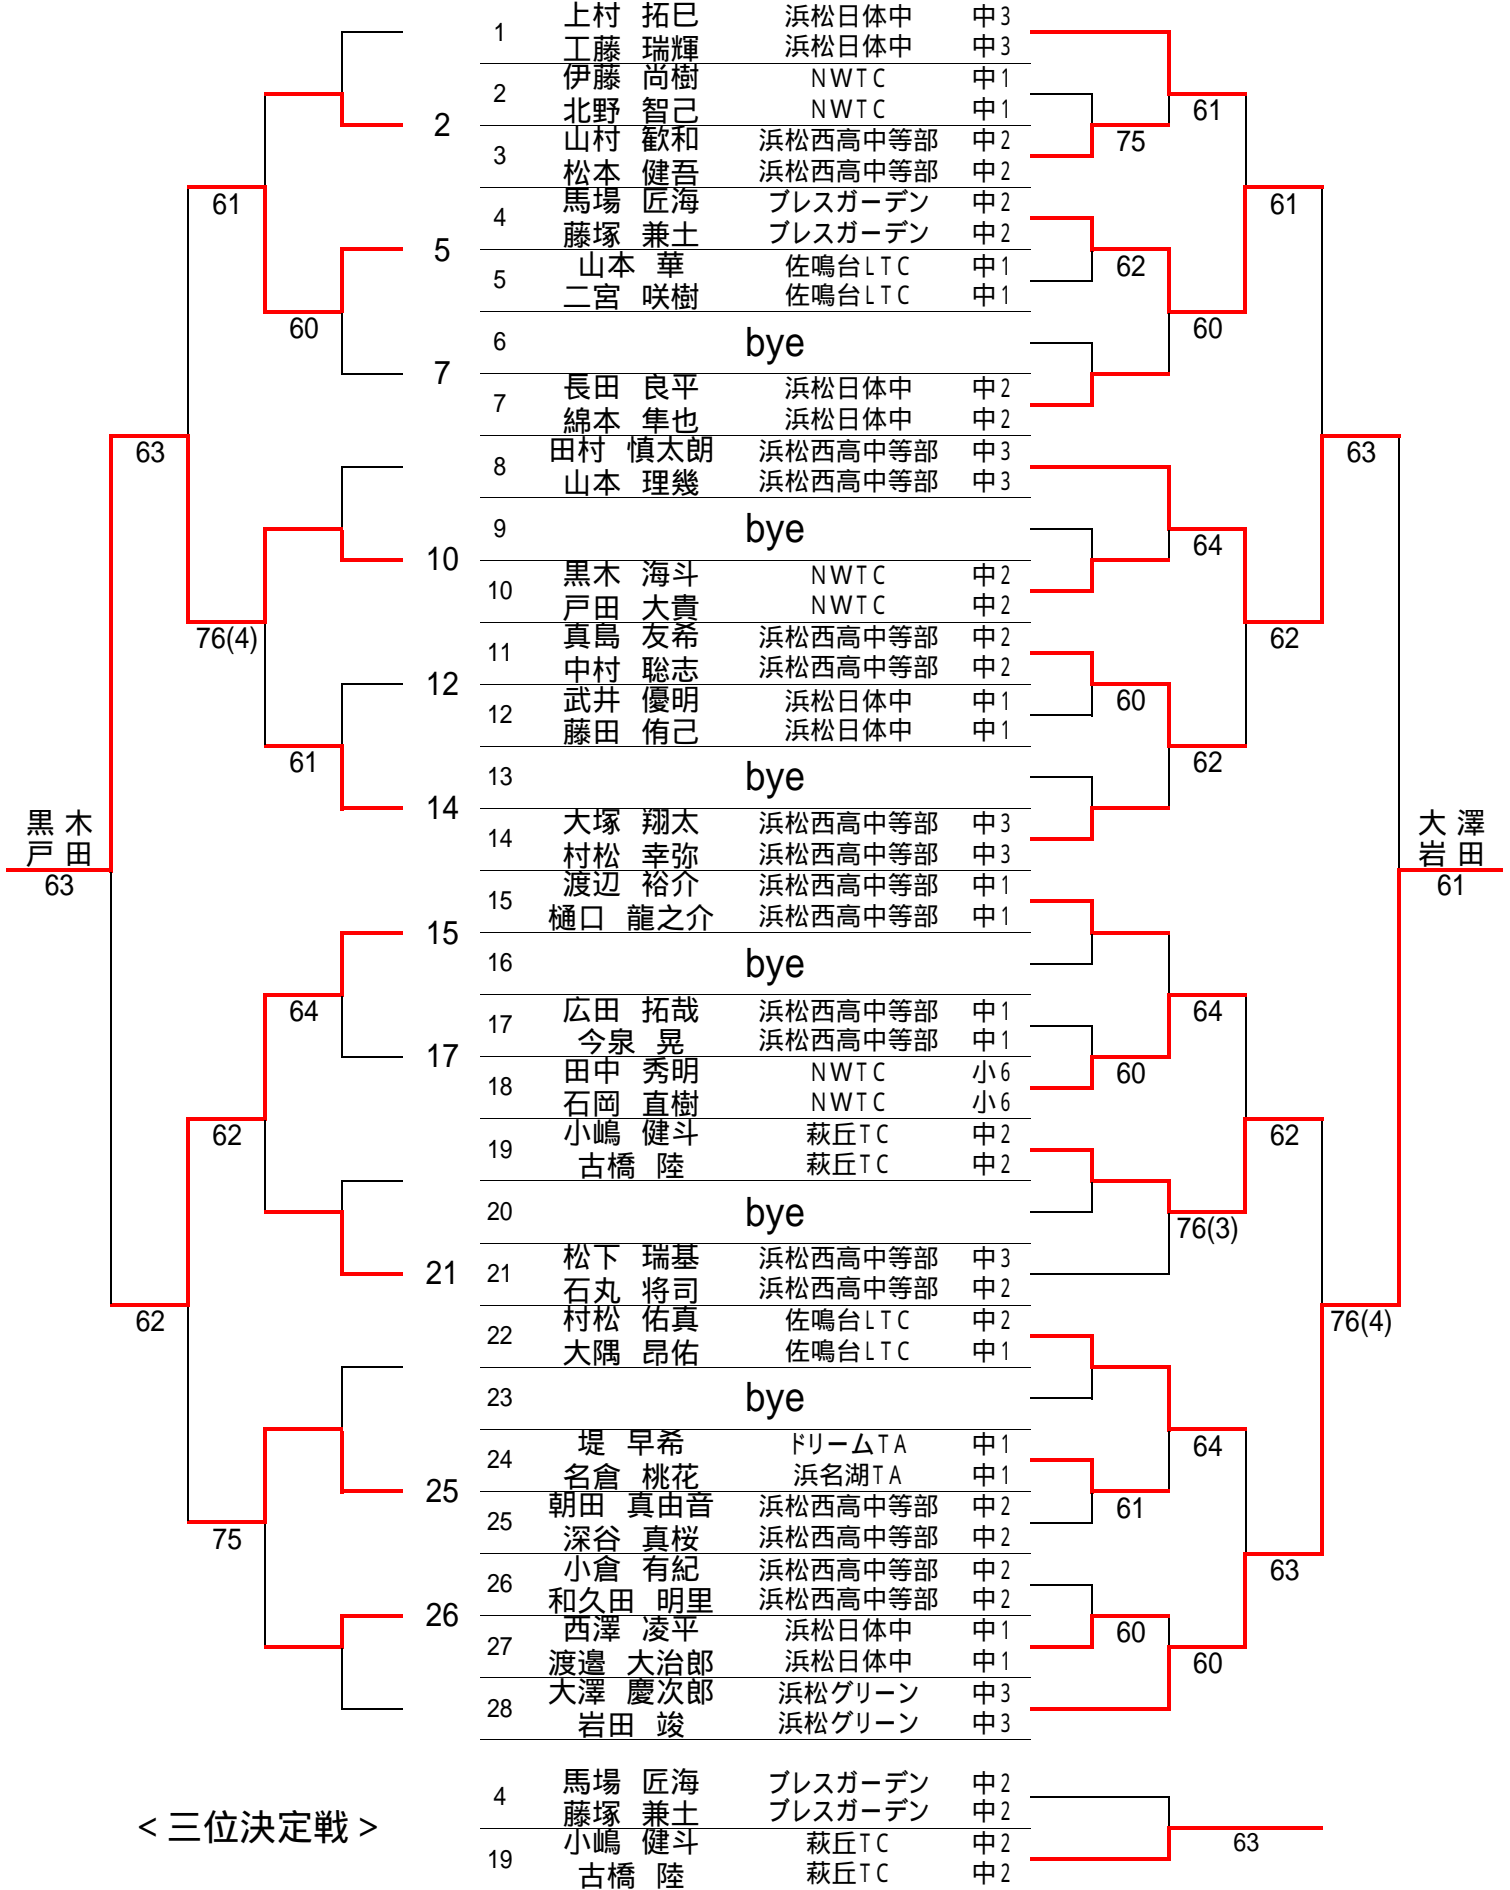 1 上村 拓巳 浜松日体中 中3
工藤 瑞輝 浜松日体中 中3
2 伊藤 尚樹 NWTC 中1
北野 智己 NWTC 中1
3 山村 歓和 浜松西高中等部 中2
松本 健吾 浜松西高中等部 中2
4 馬場 匠海 ブレスガーデン 中2
藤塚 兼士 ブレスガーデン 中2
5 山本 華 佐鳴台LTC 中1
二宮 咲樹 佐鳴台LTC 中1
6 bye
7 長田 良平 浜松日体中 中2
綿本 隼也 浜松日体中 中2
8 田村 慎太朗 浜松西高中等部 中3
山本 理幾 浜松西高中等部 中3
9 bye
10 黒木 海斗 NWTC 中2
戸田 大貴 NWTC 中2
11 真島 友希 浜松西高中等部 中2
中村 聡志 浜松西高中等部 中2
12 武井 優明 浜松日体中 中1
藤田 侑己 浜松日体中 中1
13 bye
14 大塚 翔太 浜松西高中等部 中3
村松 幸弥 浜松西高中等部 中3
15 渡辺 裕介 浜松西高中等部 中1
樋口 龍之介 浜松西高中等部 中1
16 bye
17 広田 拓哉 浜松西高中等部 中1
今泉 晃 浜松西高中等部 中1
18 田中 秀明 NWTC 小6
石岡 直樹 NWTC 小6
19 小嶋 健斗 萩丘TC 中2
古橋 陸 萩丘TC 中2
20 bye
21 松下 瑞基 浜松西高中等部 中3
石丸 将司 浜松西高中等部 中2
22 村松 佑真 佐鳴台LTC 中2
大隅 昂佑 佐鳴台LTC 中1
23 bye
24 堤 早希 ドリームTA 中1
名倉 桃花 浜名湖TA 中1
25 朝田 真由音 浜松西高中等部 中2
深谷 真桜 浜松西高中等部 中2
26 小倉 有紀 浜松西高中等部 中2
和久田 明里 浜松西高中等部 中2
27 西澤 凌平 浜松日体中 中1
渡邉 大治郎 浜松日体中 中1
28 大澤 慶次郎 浜松グリーン 中3
岩田 竣 浜松グリーン 中3
2
5
7
10
12
14
15
17
21
25
26
61
60
63
76(4)
61
黒木
戸田
63
64
62
62
75
61
75
61
62
60
63
64
62
60
62
大澤
岩田
61
64
60
62
76(3)
76(4)
64
61
63
60
60
<三位決定戦>
4 馬場 匠海 ブレスガーデン 中2
藤塚 兼士 ブレスガーデン 中2
19 小嶋 健斗 萩丘TC 中2
古橋 陸 萩丘TC 中2
63